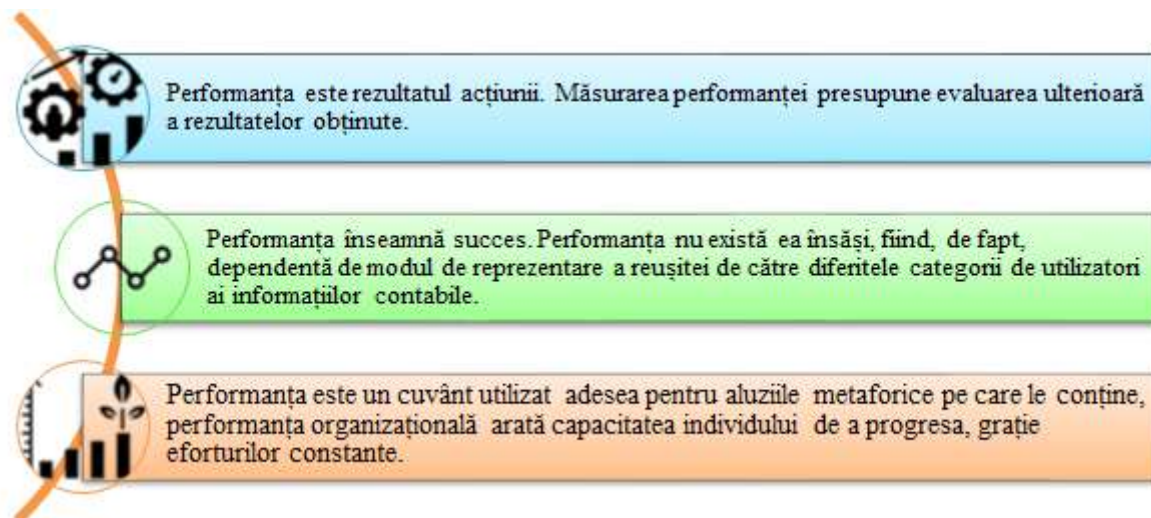 Performanța este rezultatul acțiunii. Măsurarea performanței presupune evaluarea ulterioară
a rezultatelor obținute.
Performanța înseamnă succes. Performanța nu există ea însăși, fiind, de fapt,
dependentă de modul de reprezentare a reușitei de către diferitele categorii de utilizatori
ai informațiilor contabile.
Performanța este un cuvânt utilizat adesea pentru aluziile metaforice pe care le conține,
performanța organizațională arată capacitatea individului de a progresa, grație
eforturilor constante.